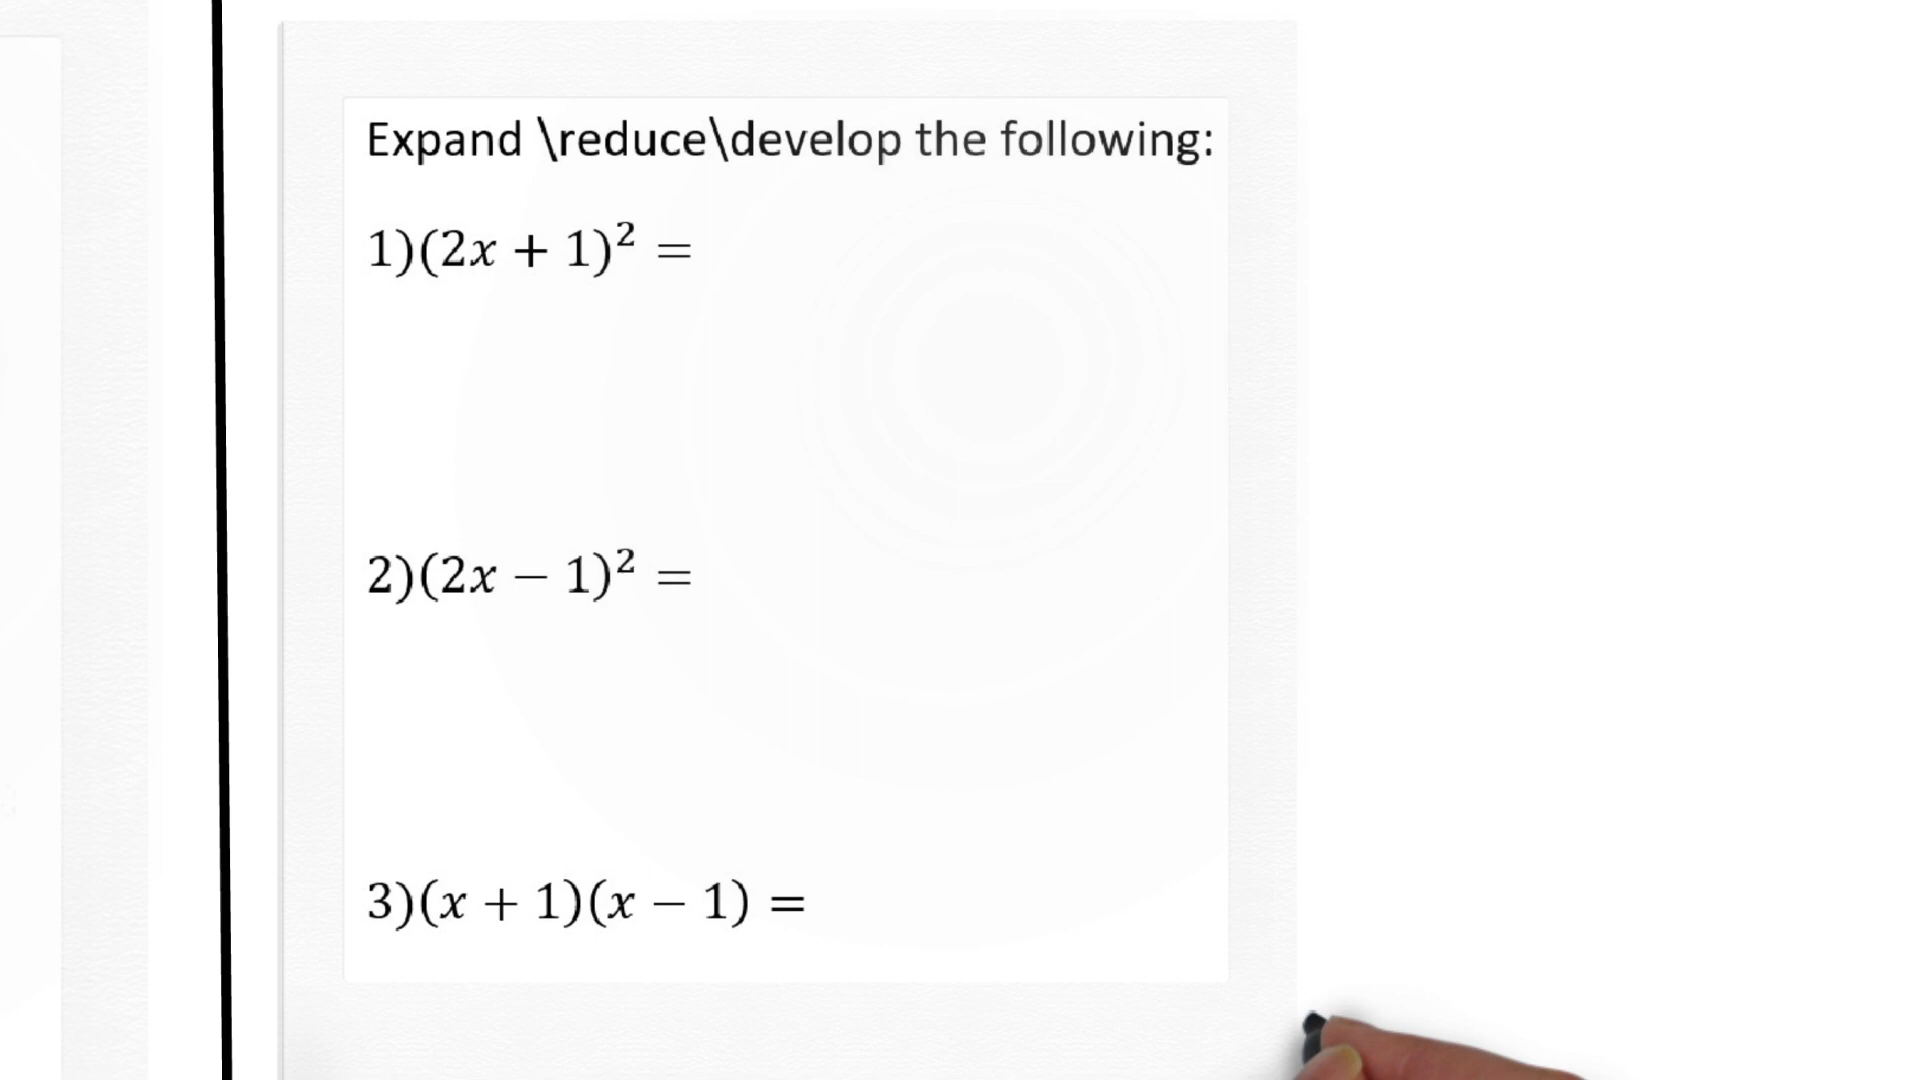 Expand \reduce\develop the following:
1)(2x + 1)² =
2)(2x − 1)² =
3)(x + 1)(x − 1) =